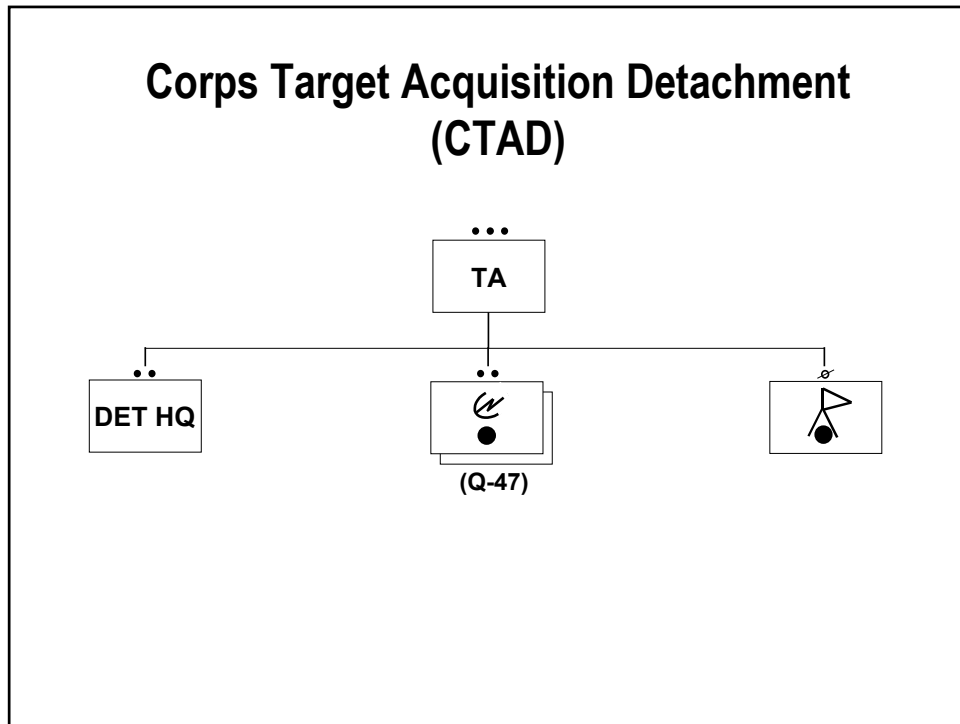 Corps Target Acquisition Detachment
(CTAD)
TA
DET HQ
(Q-47)